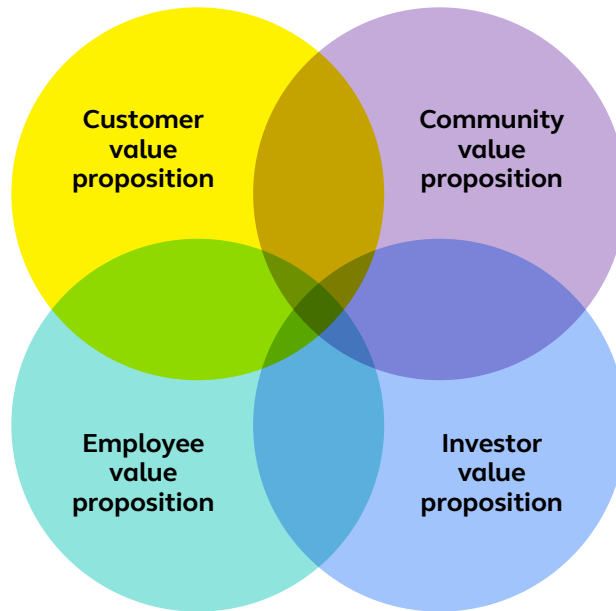 Customer
value
proposition
Community
value
proposition
Employee
value
proposition
Investor
value
proposition